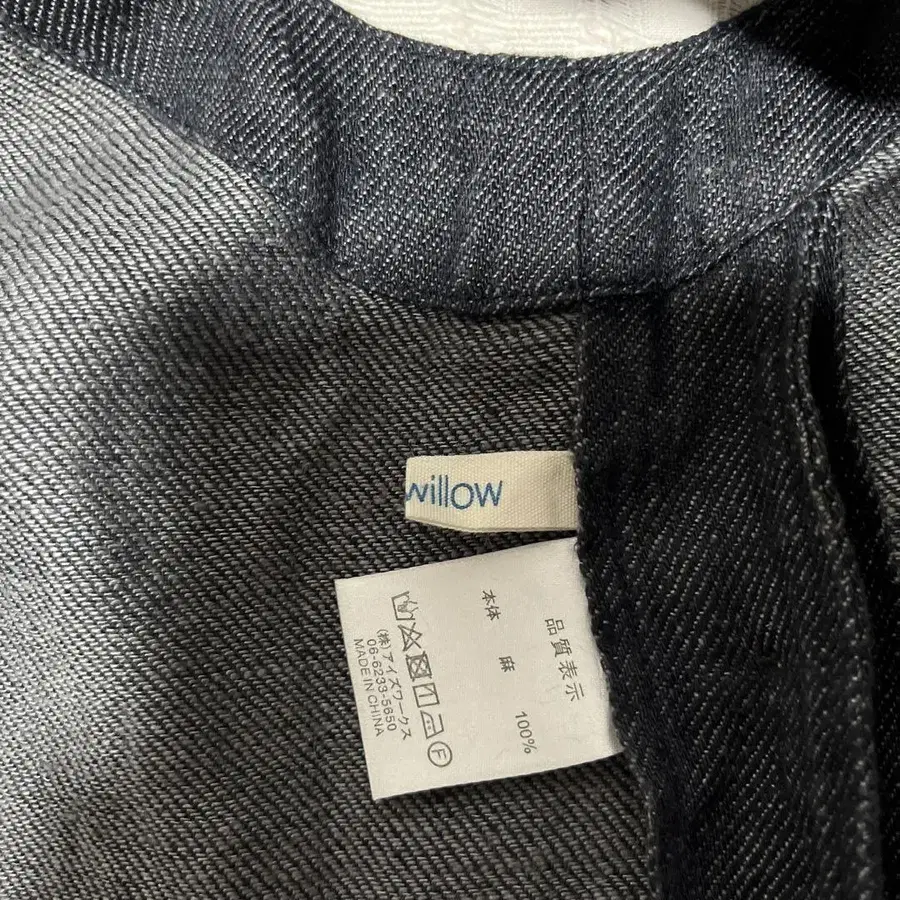 willow
品質表示
本体
麻 100%
F
(株)アイズワークス
06-6233-5650
MADE IN CHINA